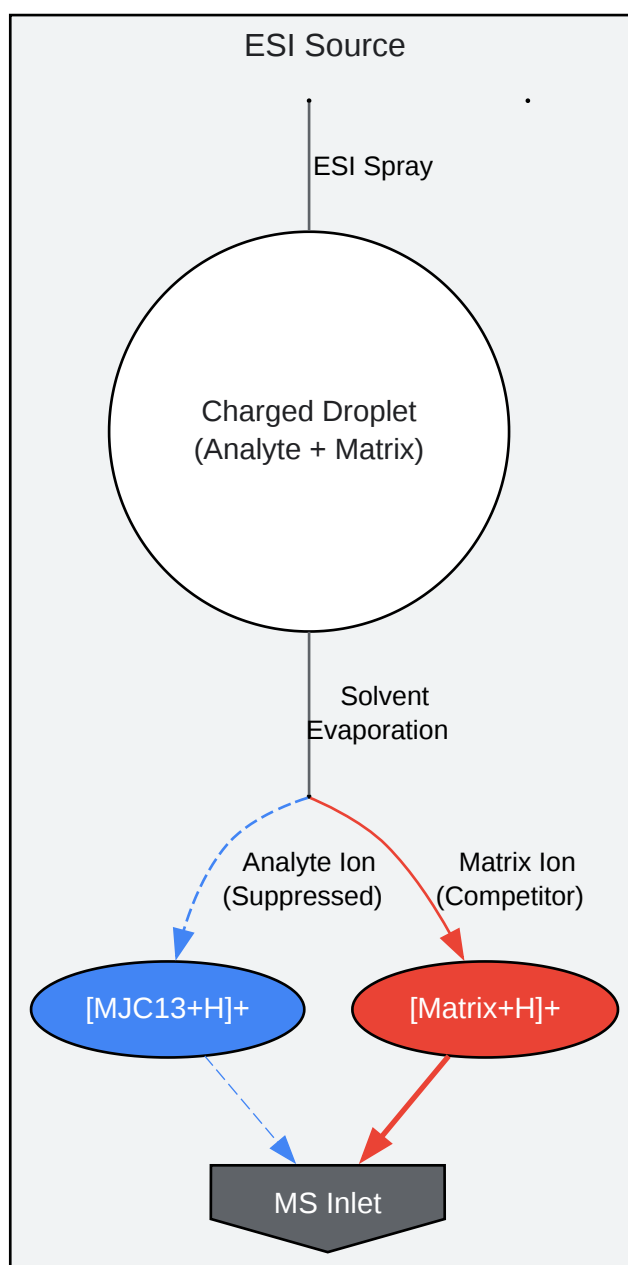 ESI Source
ESI Spray
Charged Droplet
(Analyte + Matrix)
Solvent
Evaporation
Analyte Ion
(Suppressed)
Matrix Ion
(Competitor)
[MJC13+H]+
[Matrix+H]+
MS Inlet